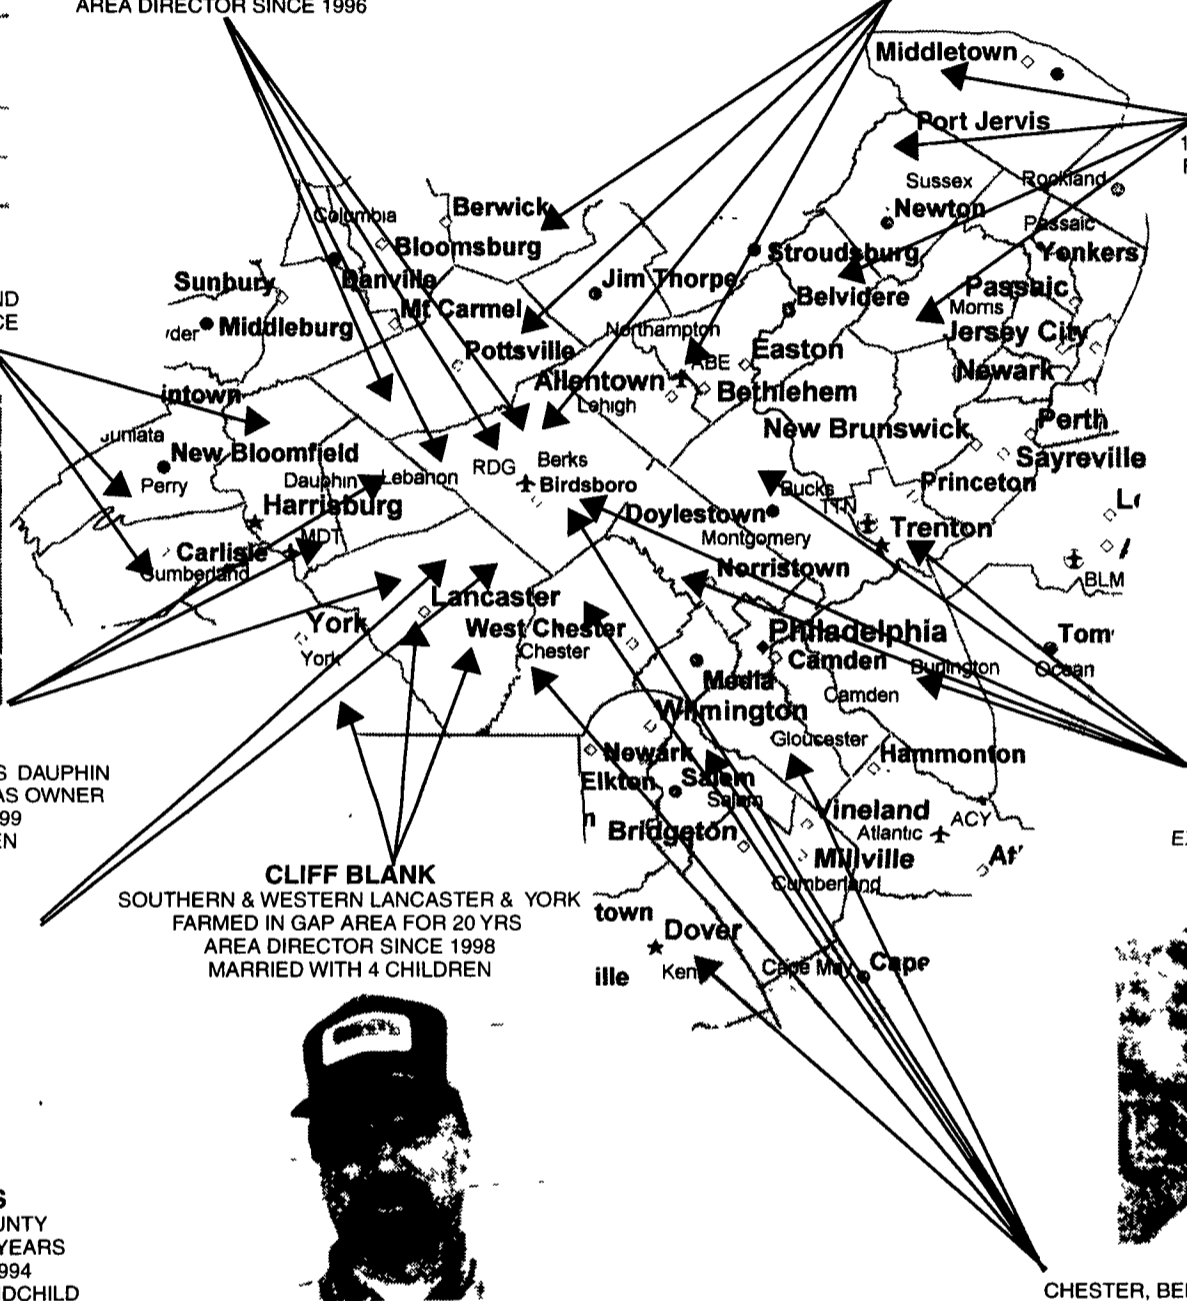 AREA DIRECTOR SINCE 1996
Middletown
Port Jervis
Sussex
Rockland
Newton
Passaic
Columbia
Berwick
Bloomsburg
Stroudsburg
Yonkers
Sunbury
Danville
Jim Thorpe
Belvidere
Passaic
Morris
Mt Carmel
Middleburg
Northampton
Jersey City
Pottsville
ABE
Easton
Allentown
Newark
Lehigh
Bethlehem
intown
Juniata
New Brunswick
Perth
New Bloomfield
Sayreville
Perry
Dauphin
Lebanon
RDG
Berks
Birdsboro
Bucks
Princeton
Harrisburg
Doylestown
TTN
Trenton
MDT
Montgomery
Carlisle
Cumberland
Norristown
BLM
Lancaster
York
West Chester
Philadelphia
York
Chester
Camden
Burlington
Ocean
Media
Camden
Wilmington
Gloucester
Newark
Hammonton
Elkton
Salem
Salem
Vineland
ACY
Bridgeton
Atlantic
Millville
Cumberland
town
Dover
Cape May
Cape
ille
Ken
S DAUPHIN
AS OWNER
99
EN
CLIFF BLANK
SOUTHERN & WESTERN LANCASTER & YORK
FARMED IN GAP AREA FOR 20 YRS
AREA DIRECTOR SINCE 1998
MARRIED WITH 4 CHILDREN
S
UNTY
YEARS
994
DCHILD
CHESTER, BE